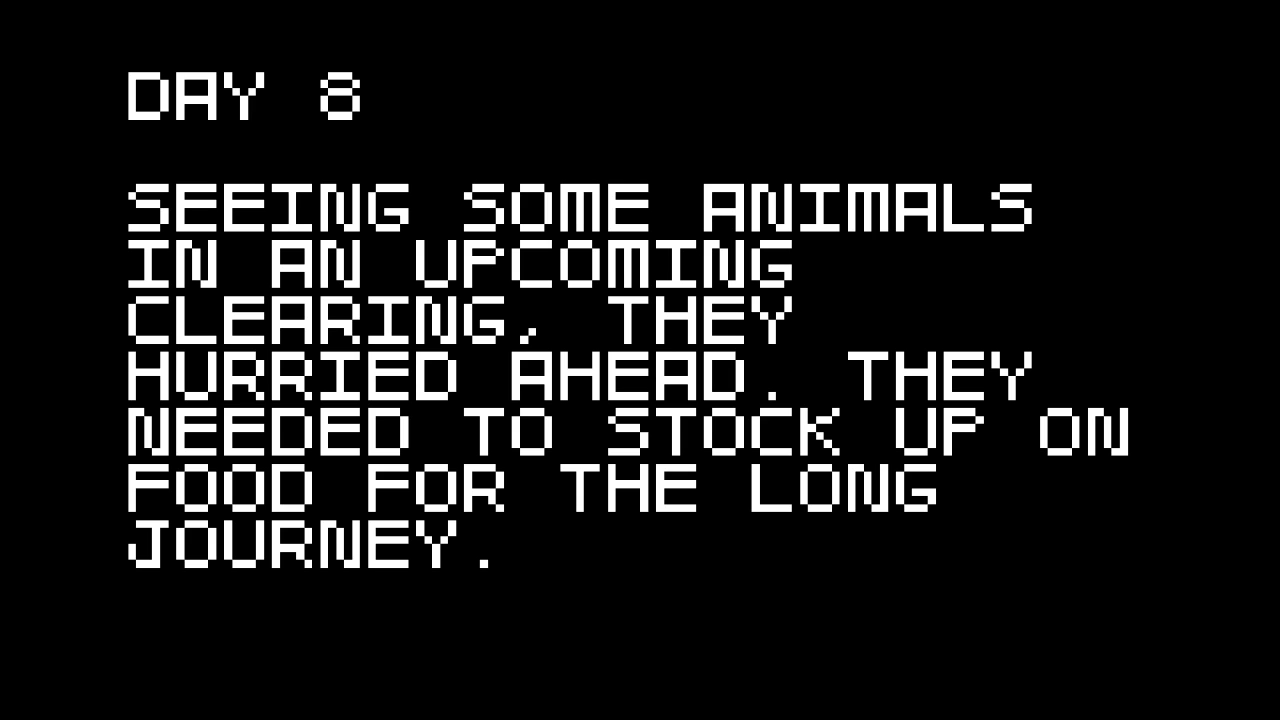 DAY 8
SEEING SOME ANIMALS
IN AN UPCOMING
CLEARING, THEY
HURRIED AHEAD. THEY
NEEDED TO STOCK UP ON
FOOD FOR THE LONG
JOURNEY.